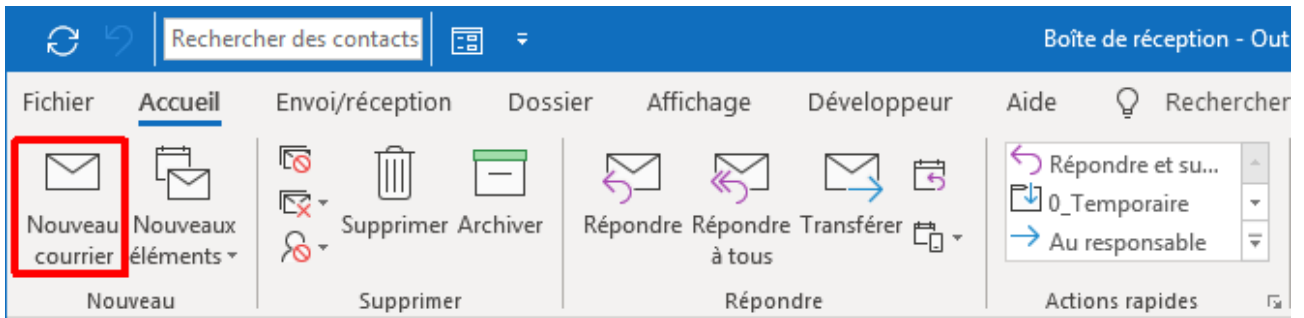 Rechercher des contacts
Boîte de réception - Out
Fichier Accueil Envoi/réception Dossier Affichage Développeur Aide Rechercher
Nouveau courrier
Nouveaux éléments
Supprimer
Archiver
Répondre
Répondre à tous
Transférer
Répondre et su...
0_Temporaire
Au responsable
Nouveau
Supprimer
Répondre
Actions rapides